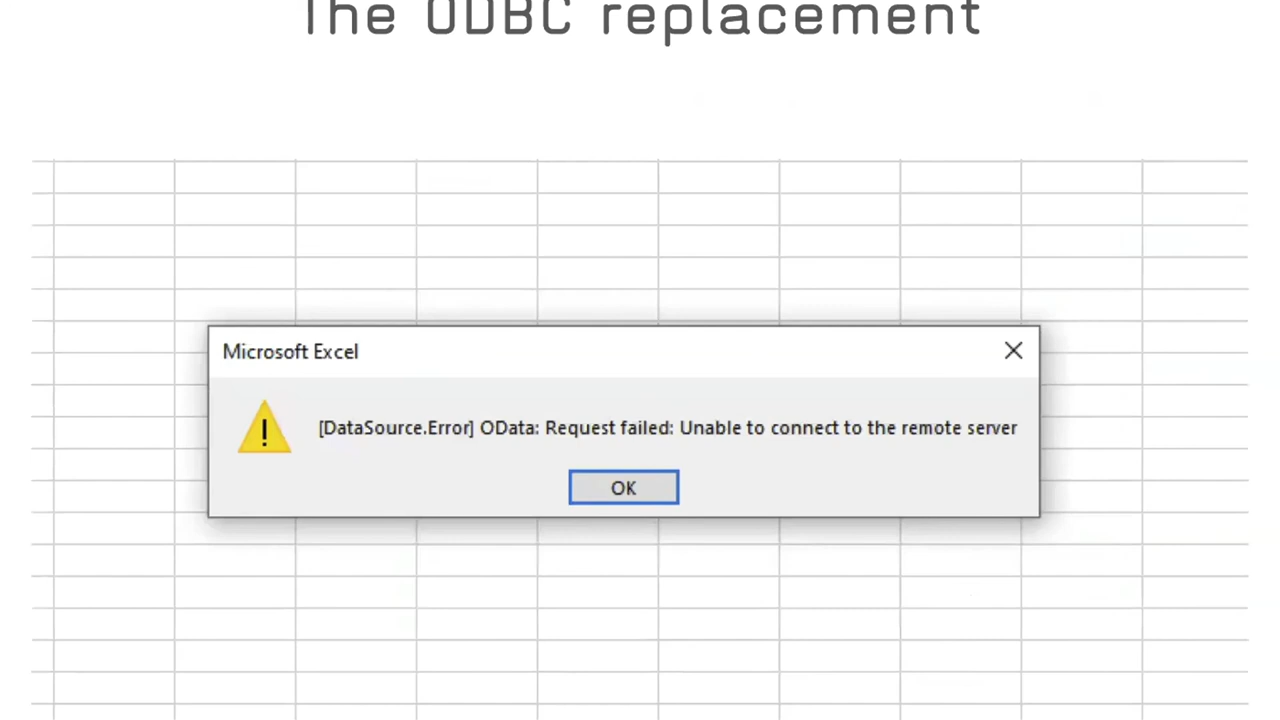 The ODBC replacement
Microsoft Excel
[DataSource.Error] OData: Request failed: Unable to connect to the remote server
OK